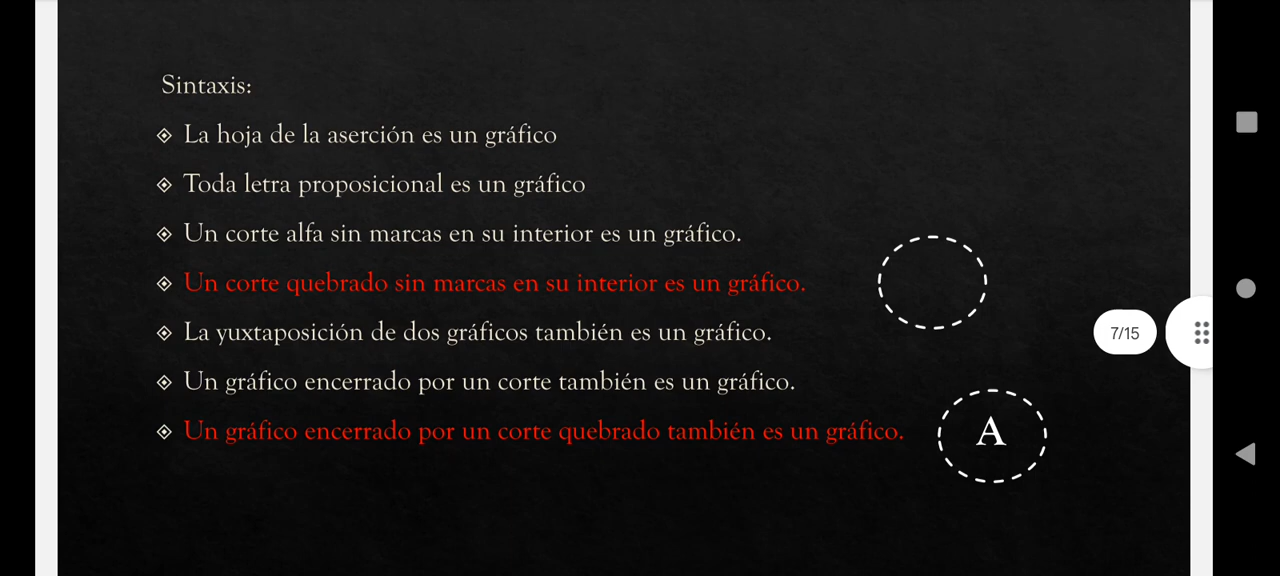 Sintaxis:
La hoja de la aserción es un gráfico
Toda letra proposicional es un gráfico
Un corte alfa sin marcas en su interior es un gráfico.
Un corte quebrado sin marcas en su interior es un gráfico.
La yuxtaposición de dos gráficos también es un gráfico.
7/15
Un gráfico encerrado por un corte también es un gráfico.
Un gráfico encerrado por un corte quebrado también es un gráfico.
A